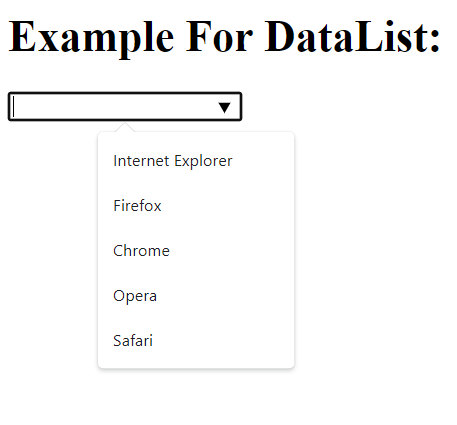 Example For DataList:
Internet Explorer
Firefox
Chrome
Opera
Safari